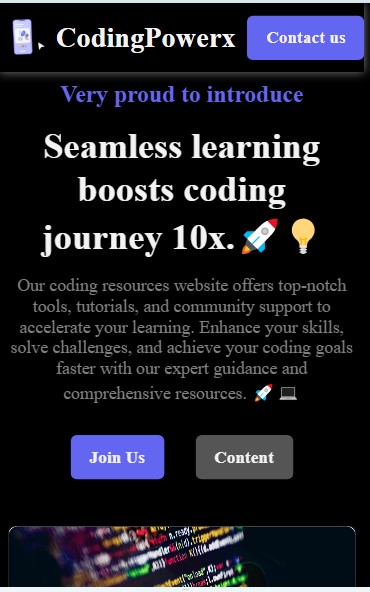 CodingPowerx
Contact us
Very proud to introduce
Seamless learning
boosts coding
journey 10x.🚀💡
Our coding resources website offers top-notch
tools, tutorials, and community support to
accelerate your learning. Enhance your skills,
solve challenges, and achieve your coding goals
faster with our expert guidance and
comprehensive resources. 🚀 💻
Join Us
Content